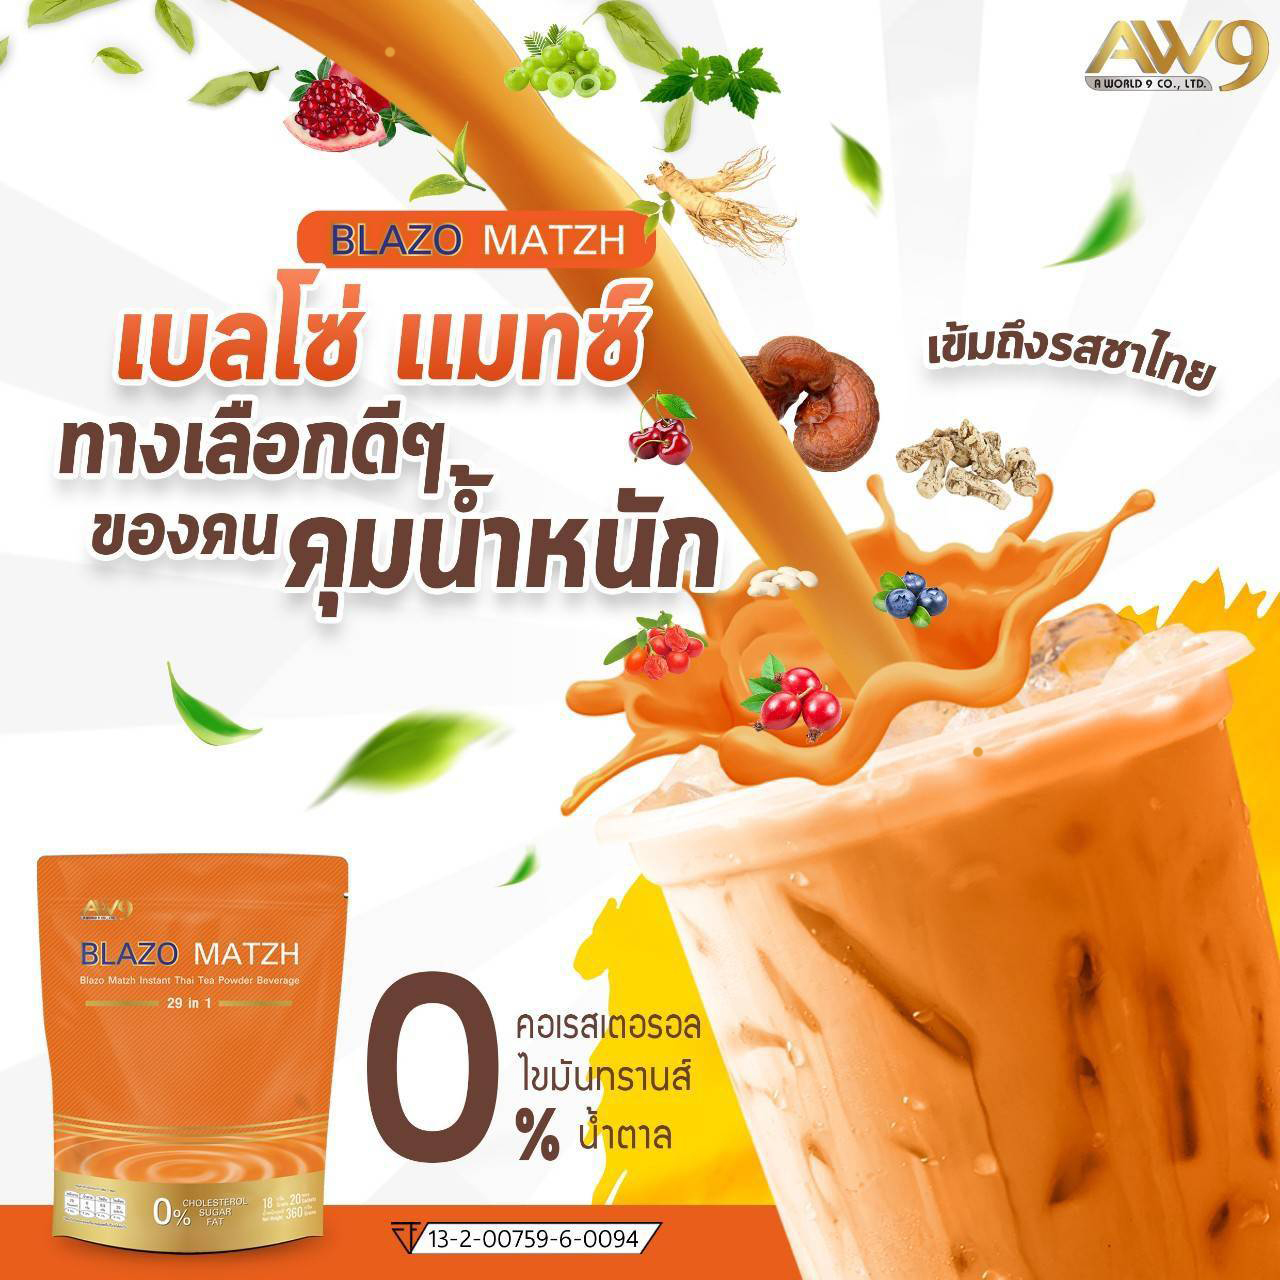 AW9
A WORLD 9 CO., LTD.
BLAZO MATZH
เบลโซ่ แมทซ์
ทางเลือกดีๆ
ของคนคุมน้ำหนัก
เข้มถึงรสชาไทย
AW9
BLAZO MATZH
Blazo Matzh Instant Thai Tea Powder Beverage
29 in 1
0% CHOLESTEROL
SUGAR
FAT
18 20
360
0%
คอเรสเตอรอล
ไขมันทรานส์
น้ำตาล
13-2-00759-6-0094